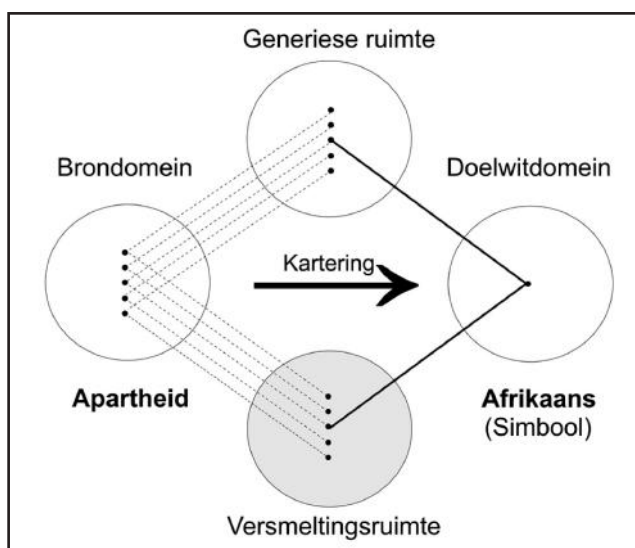 Generiese ruimte
Brondomein
Doelwitdomein
Kartering
Apartheid
Afrikaans
(Simbool)
Versmeltingsruimte